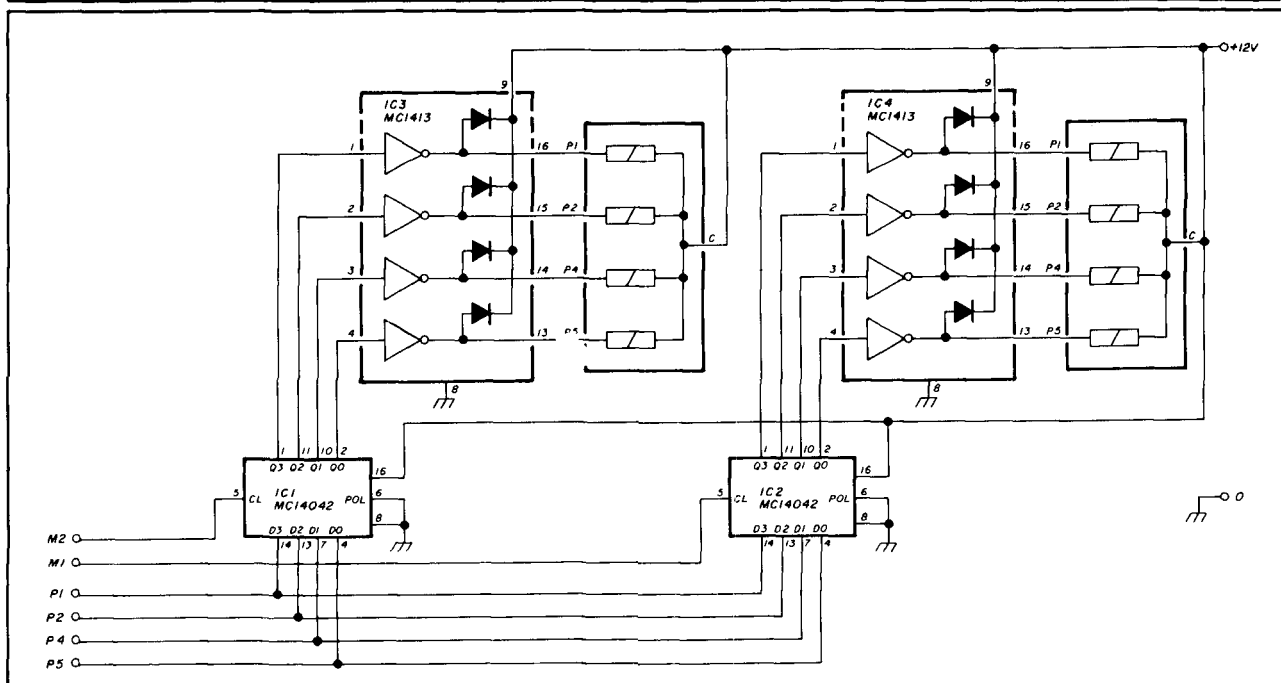 +12V
9
9
IC3
MC1413
IC4
MC1413
1 16 P1
1 16 P1
2 15 P2
2 15 P2
C
C
3 14 P4
3 14 P4
4 13 P5
4 13 P5
8
8
1 11 10 2
1 11 10 2
Q3 Q2 Q1 Q0 16
Q3 Q2 Q1 Q0 16
5 CL IC1 POL 6
MC14042
5 CL IC2 POL 6
MC14042
8
8
D3 D2 D1 D0
D3 D2 D1 D0
14 13 7 4
14 13 7 4
0
M2
M1
P1
P2
P4
P5